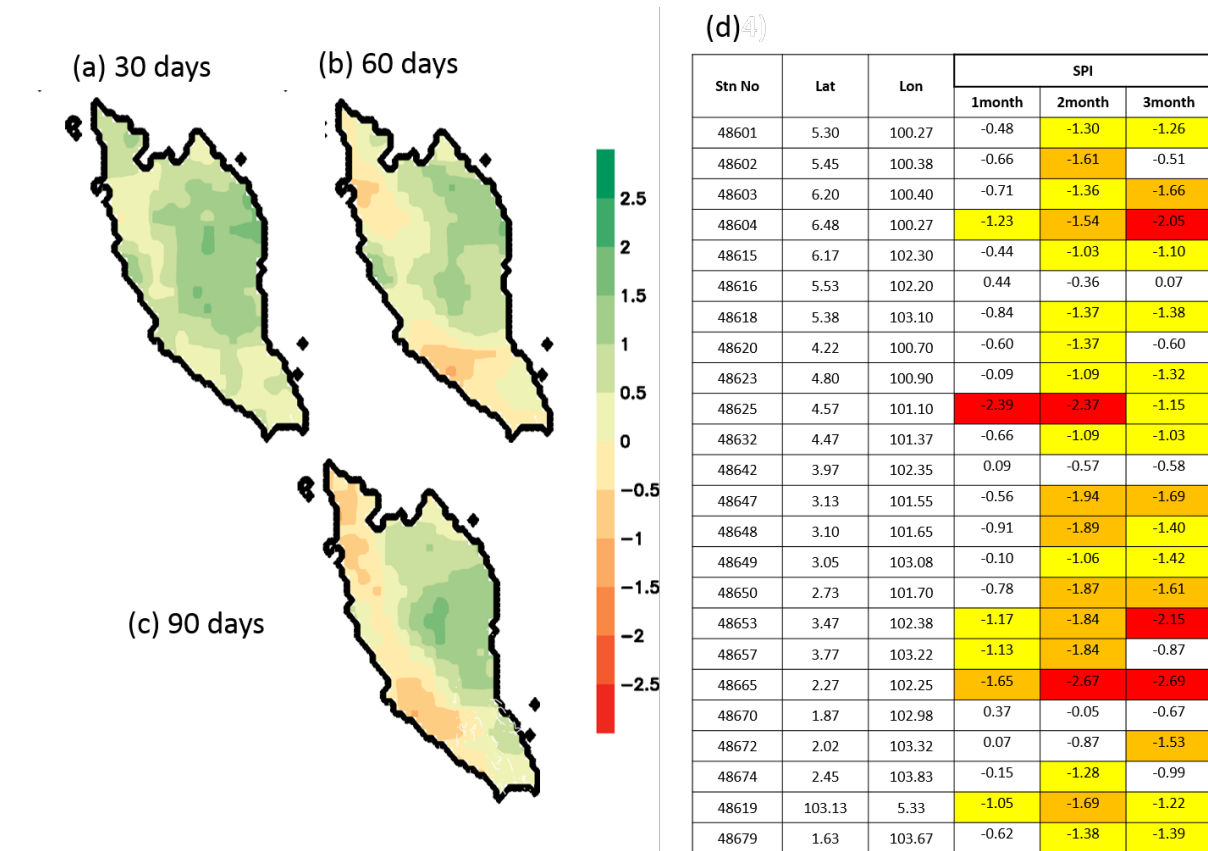 (a) 30 days
(b) 60 days
(c) 90 days
2.5
2
1.5
1
0.5
0
−0.5
−1
−1.5
−2
−2.5
(d)4)
Stn No Lat Lon SPI
1month 2month 3month
48601 5.30 100.27 -0.48 -1.30 -1.26
48602 5.45 100.38 -0.66 -1.61 -0.51
48603 6.20 100.40 -0.71 -1.36 -1.66
48604 6.48 100.27 -1.23 -1.54 -2.05
48615 6.17 102.30 -0.44 -1.03 -1.10
48616 5.53 102.20 0.44 -0.36 0.07
48618 5.38 103.10 -0.84 -1.37 -1.38
48620 4.22 100.70 -0.60 -1.37 -0.60
48623 4.80 100.90 -0.09 -1.09 -1.32
48625 4.57 101.10 -2.39 -2.37 -1.15
48632 4.47 101.37 -0.66 -1.09 -1.03
48642 3.97 102.35 0.09 -0.57 -0.58
48647 3.13 101.55 -0.56 -1.94 -1.69
48648 3.10 101.65 -0.91 -1.89 -1.40
48649 3.05 103.08 -0.10 -1.06 -1.42
48650 2.73 101.70 -0.78 -1.87 -1.61
48653 3.47 102.38 -1.17 -1.84 -2.15
48657 3.77 103.22 -1.13 -1.84 -0.87
48665 2.27 102.25 -1.65 -2.67 -2.69
48670 1.87 102.98 0.37 -0.05 -0.67
48672 2.02 103.32 0.07 -0.87 -1.53
48674 2.45 103.83 -0.15 -1.28 -0.99
48619 103.13 5.33 -1.05 -1.69 -1.22
48679 1.63 103.67 -0.62 -1.38 -1.39